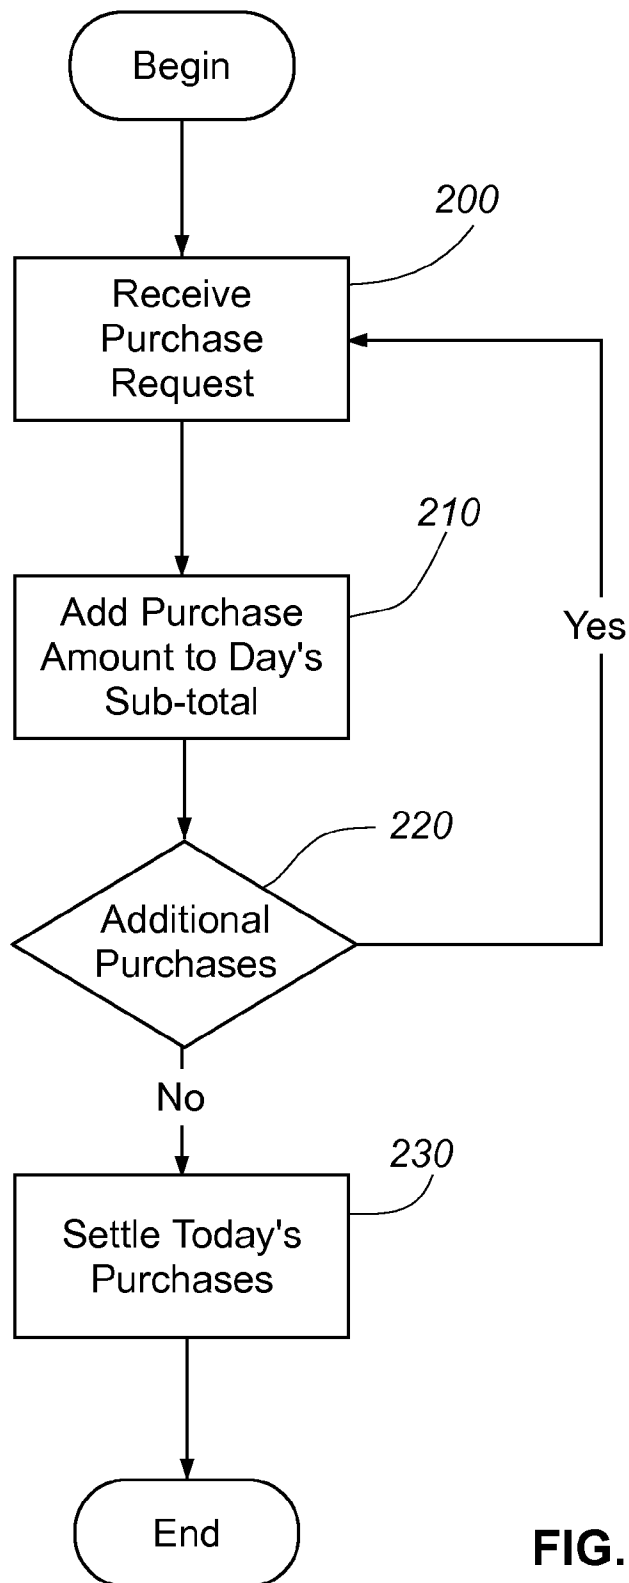 Begin
200
Receive
Purchase
Request
210
Add Purchase
Amount to Day's
Sub-total
Yes
220
Additional
Purchases
No
230
Settle Today's
Purchases
End
FIG.